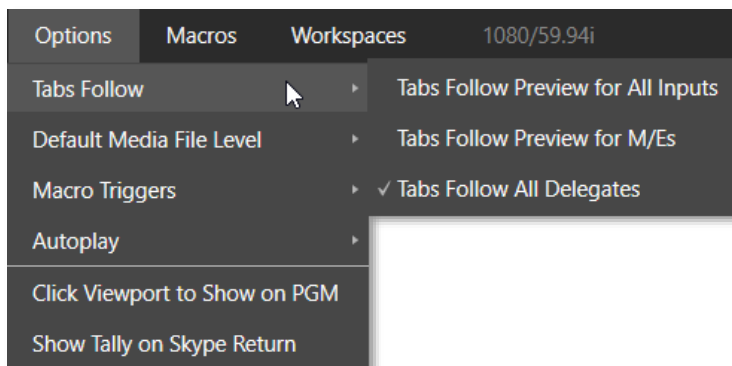 Options Macros Workspaces 1080/59.94i
Tabs Follow
Default Media File Level
Macro Triggers
Autoplay
Click Viewport to Show on PGM
Show Tally on Skype Return
Tabs Follow Preview for All Inputs
Tabs Follow Preview for M/Es
✓ Tabs Follow All Delegates